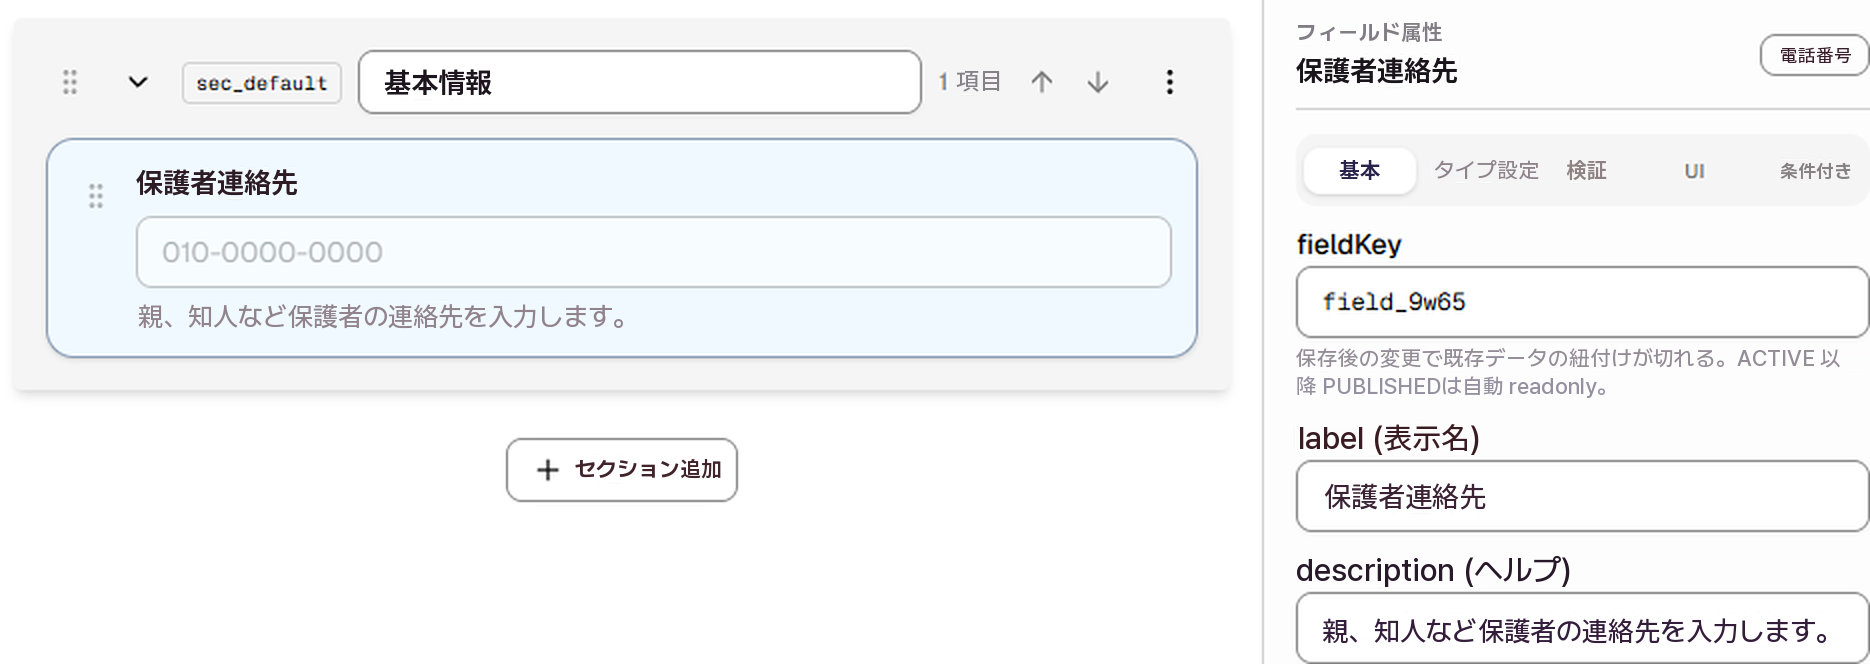 sec_default
基本情報
1 項目
保護者連絡先
010-0000-0000
親、知人など保護者の連絡先を入力します。
セクション追加
フィールド属性
保護者連絡先
電話番号
基本 タイプ設定 検証 UI 条件付き
fieldKey
field_9w65
保存後の変更で既存データの紐付けが切れる。ACTIVE 以
降 PUBLISHEDは自動 readonly。
label (表示名)
保護者連絡先
description (ヘルプ)
親、知人など保護者の連絡先を入力します。